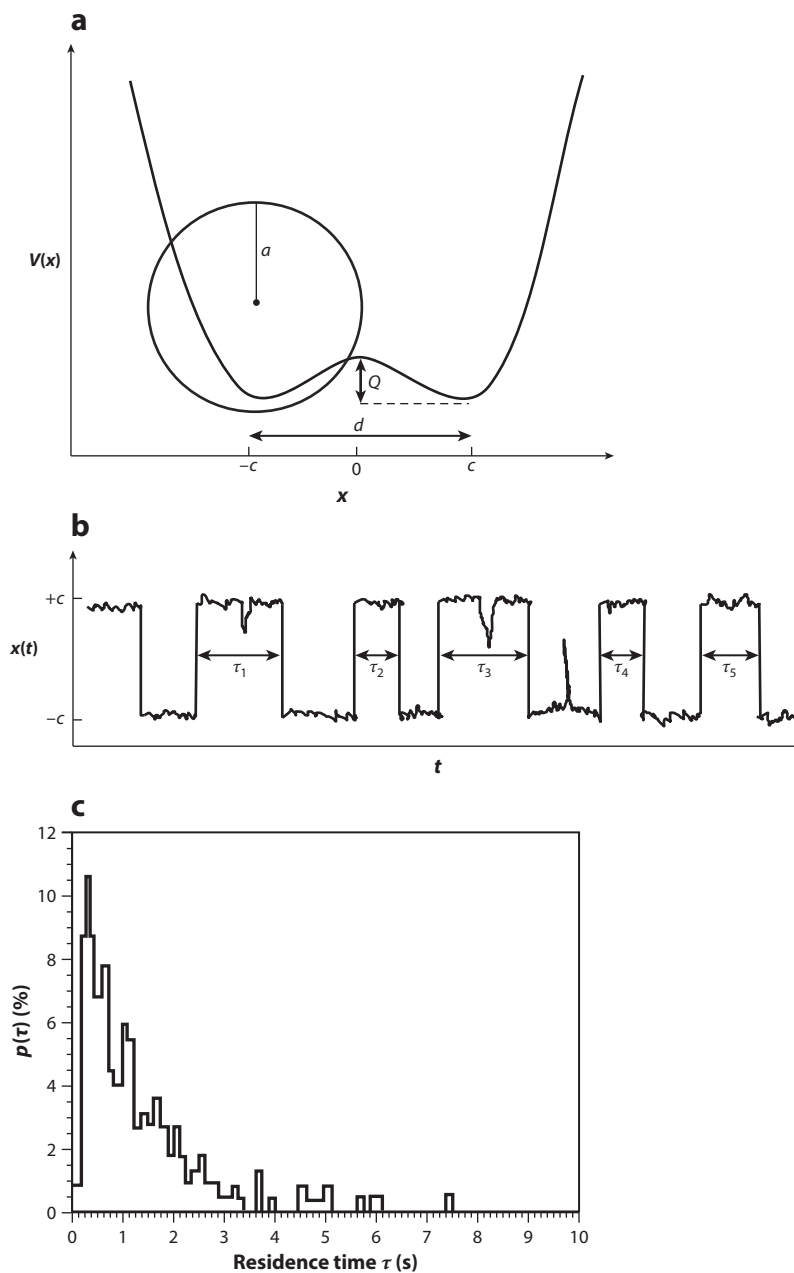 a
V(x)
a
Q
d
–c
0
c
x
b
+c
x(t)
τ1
τ2
τ3
τ4
τ5
–c
t
c
12
10
8
6
4
2
0
p(τ) (%)
0 1 2 3 4 5 6 7 8 9 10
Residence time τ (s)